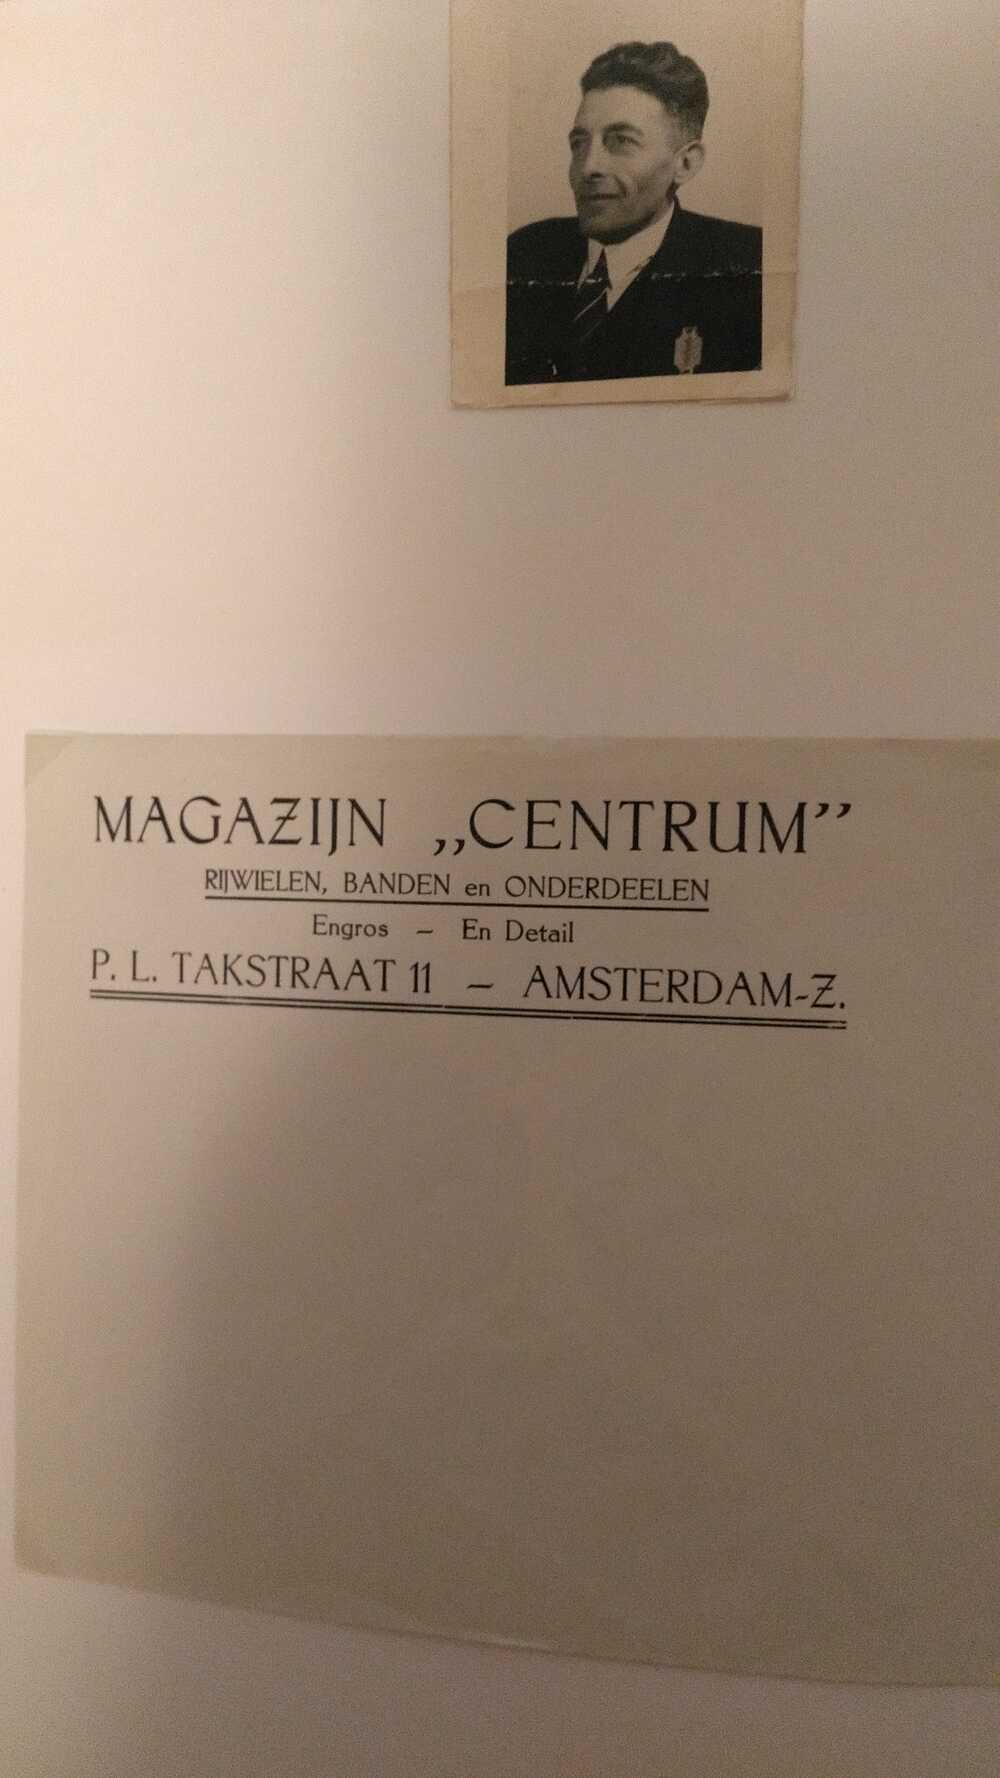 MAGAZIJN „CENTRUM”
RIJWIELEN, BANDEN en ONDERDEELEN
Engros – En Detail
P. L. TAKSTRAAT 11 – AMSTERDAM-Z.